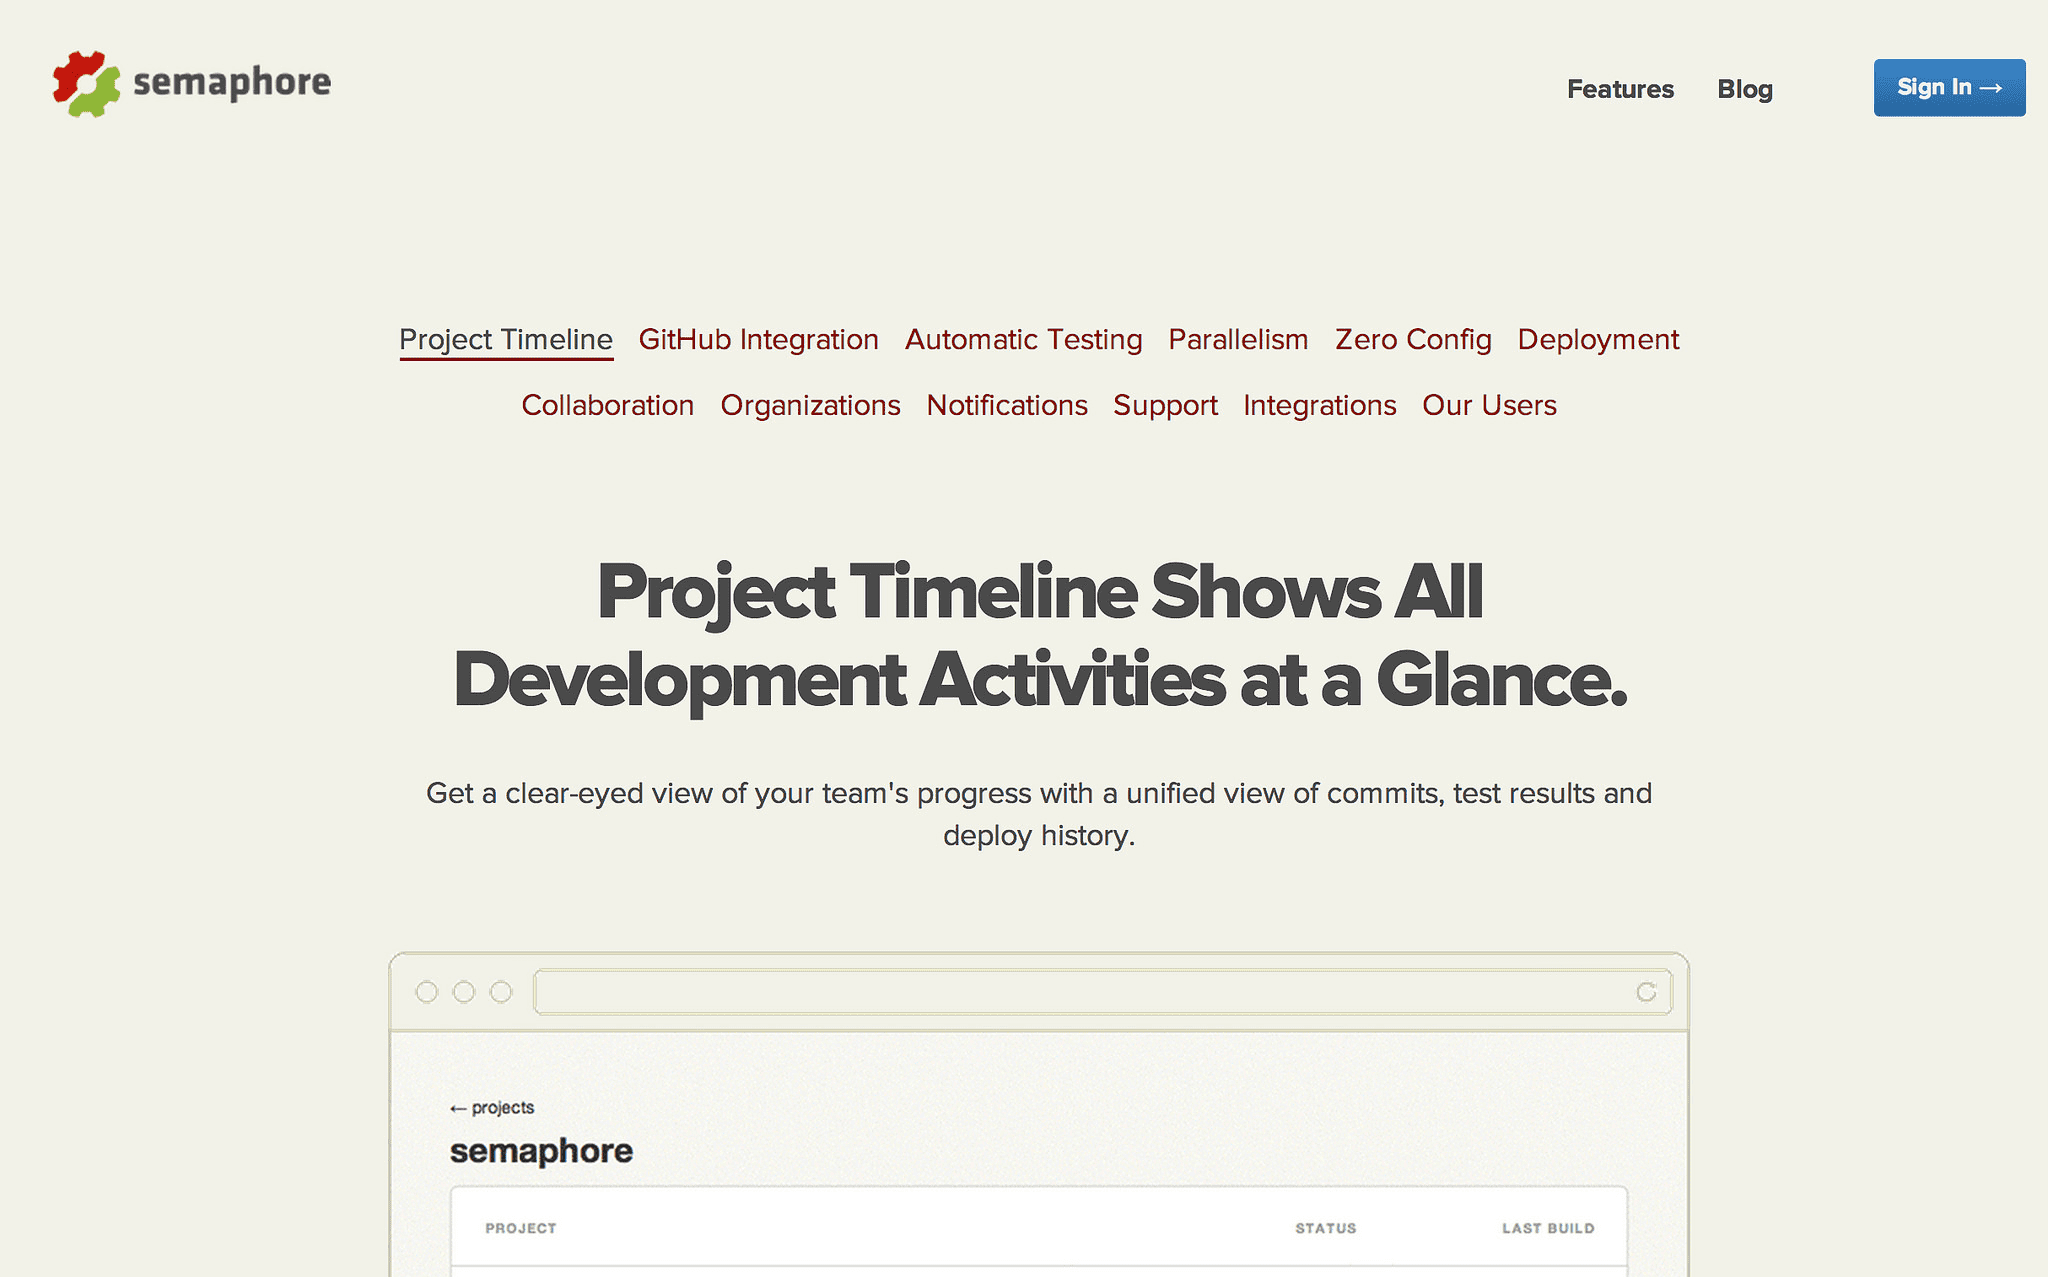 semaphore
Features Blog Sign In →
Project Timeline GitHub Integration Automatic Testing Parallelism Zero Config Deployment
Collaboration Organizations Notifications Support Integrations Our Users
Project Timeline Shows All
Development Activities at a Glance.
Get a clear-eyed view of your team's progress with a unified view of commits, test results and
deploy history.
← projects
semaphore
PROJECT STATUS LAST BUILD